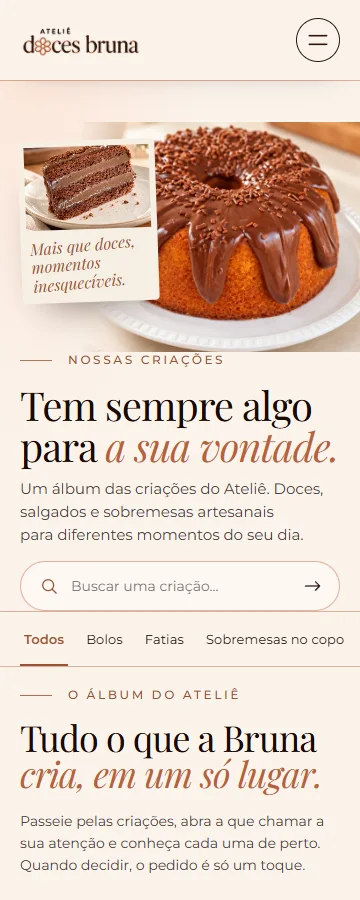 ATELIÊ
doces bruna
Mais que doces,
momentos
inesquecíveis.
NOSSAS CRIAÇÕES
Tem sempre algo
para a sua vontade.
Um álbum das criações do Ateliê. Doces,
salgados e sobremesas artesanais
para diferentes momentos do seu dia.
Buscar uma criação...
Todos Bolos Fatias Sobremesas no copo
O ÁLBUM DO ATELIÊ
Tudo o que a Bruna
cria, em um só lugar.
Passeie pelas criações, abra a que chamar a
sua atenção e conheça cada uma de perto.
Quando decidir, o pedido é só um toque.